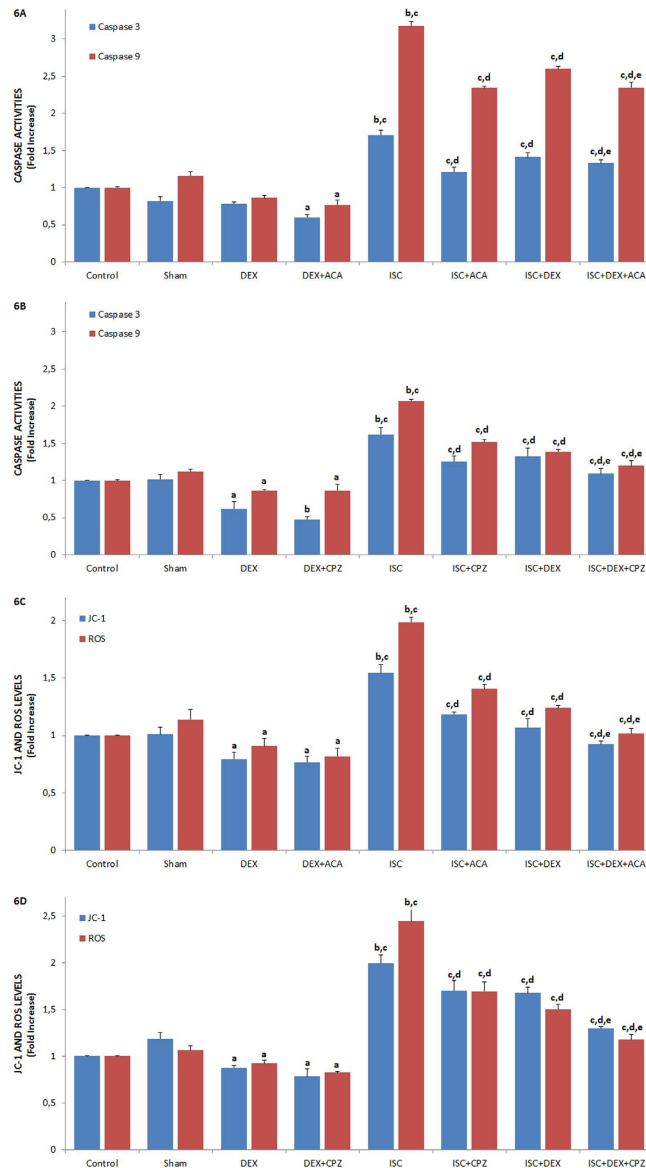 6A
Caspase 3
Caspase 9
CASPASE ACTIVITIES
(Fold Increase)
3
2,5
2
1,5
1
0,5
0
a
a
b,c
b,c
c,d
c,d
c,d
c,d
c,d,e
c,d,e
Control
Sham
DEX
DEX+ACA
ISC
ISC+ACA
ISC+DEX
ISC+DEX+ACA
6B
Caspase 3
Caspase 9
CASPASE ACTIVITIES
(Fold Increase)
3
2,5
2
1,5
1
0,5
0
a
a
b
a
b,c
b,c
c,d
c,d
c,d
c,d
c,d,e
c,d,e
Control
Sham
DEX
DEX+CPZ
ISC
ISC+CPZ
ISC+DEX
ISC+DEX+CPZ
6C
JC-1
ROS
JC-1 AND ROS LEVELS
(Fold Increase)
2
1,5
1
0,5
0
a
a
a
a
b,c
b,c
c,d
c,d
c,d
c,d
c,d,e
c,d,e
Control
Sham
DEX
DEX+ACA
ISC
ISC+ACA
ISC+DEX
ISC+DEX+ACA
6D
JC-1
ROS
JC-1 AND ROS LEVELS
(Fold Increase)
2,5
2
1,5
1
0,5
0
a
a
a
a
b,c
b,c
c,d
c,d
c,d
c,d
c,d,e
c,d,e
Control
Sham
DEX
DEX+CPZ
ISC
ISC+CPZ
ISC+DEX
ISC+DEX+CPZ